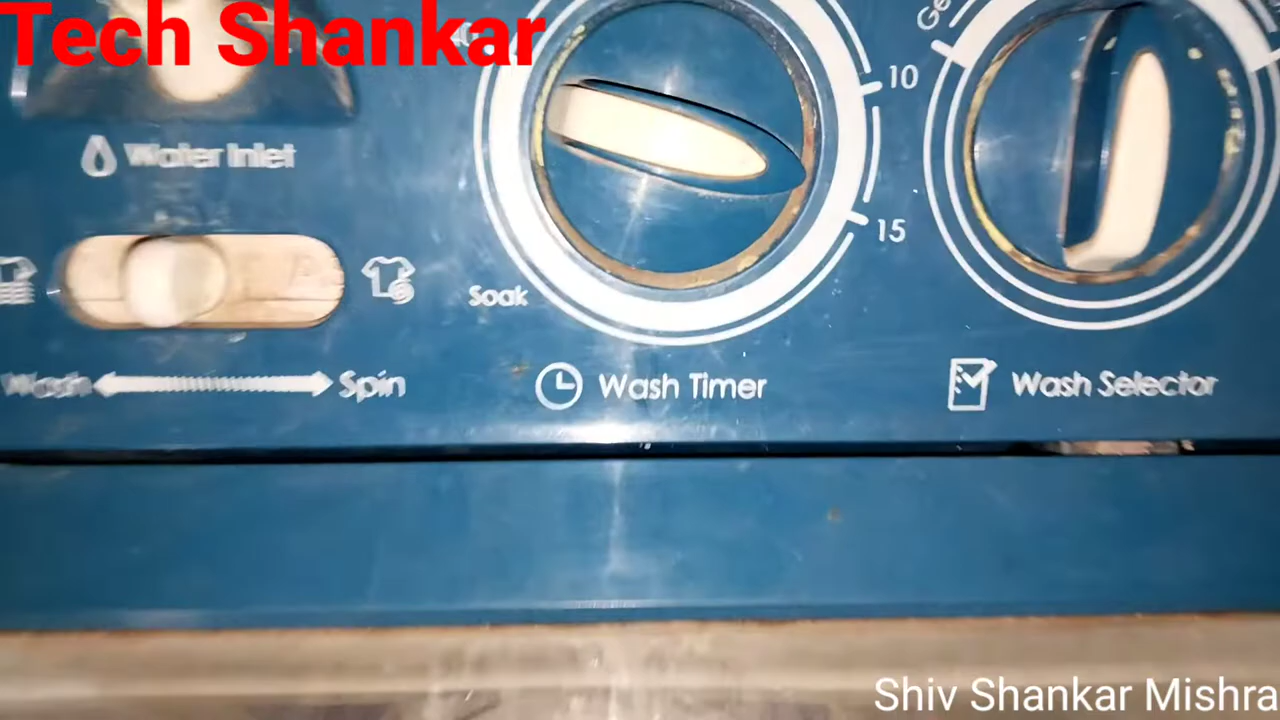 Tech Shankar
10
Water Inlet
15
Soak
Wash
Spin
Wash Timer
Wash Selector
Shiv Shankar Mishra